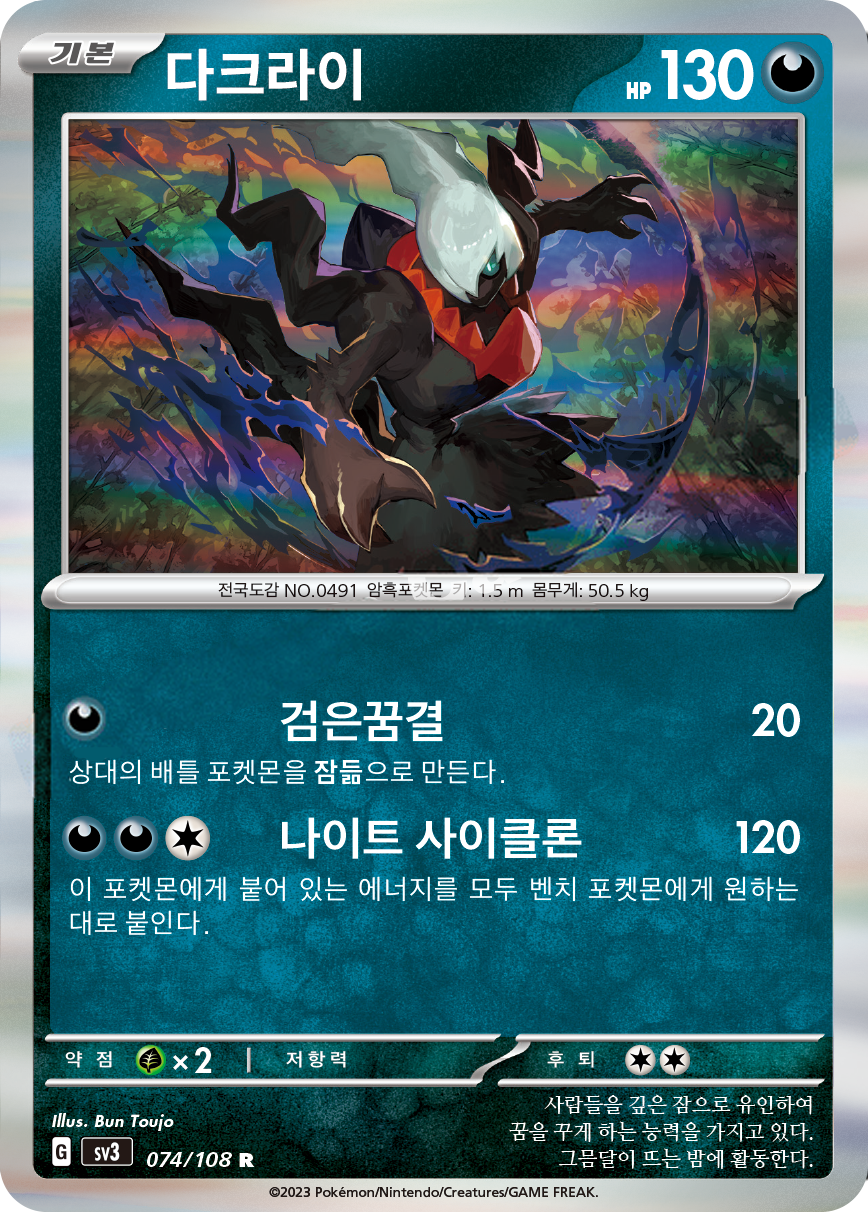 기본
다크라이
HP 130
전국도감 NO.0491 암흑포켓몬 키: 1.5 m 몸무게: 50.5 kg
검은꿈결 20
상대의 배틀 포켓몬을 잠듦으로 만든다.
나이트 사이클론 120
이 포켓몬에게 붙어 있는 에너지를 모두 벤치 포켓몬에게 원하는
대로 붙인다.
약점 ×2 저항력 후퇴
사람들을 깊은 잠으로 유인하여
꿈을 꾸게 하는 능력을 가지고 있다.
그믐달이 뜨는 밤에 활동한다.
Illus. Bun Toujo
G sv3 074/108 R
©2023 Pokémon/Nintendo/Creatures/GAME FREAK.